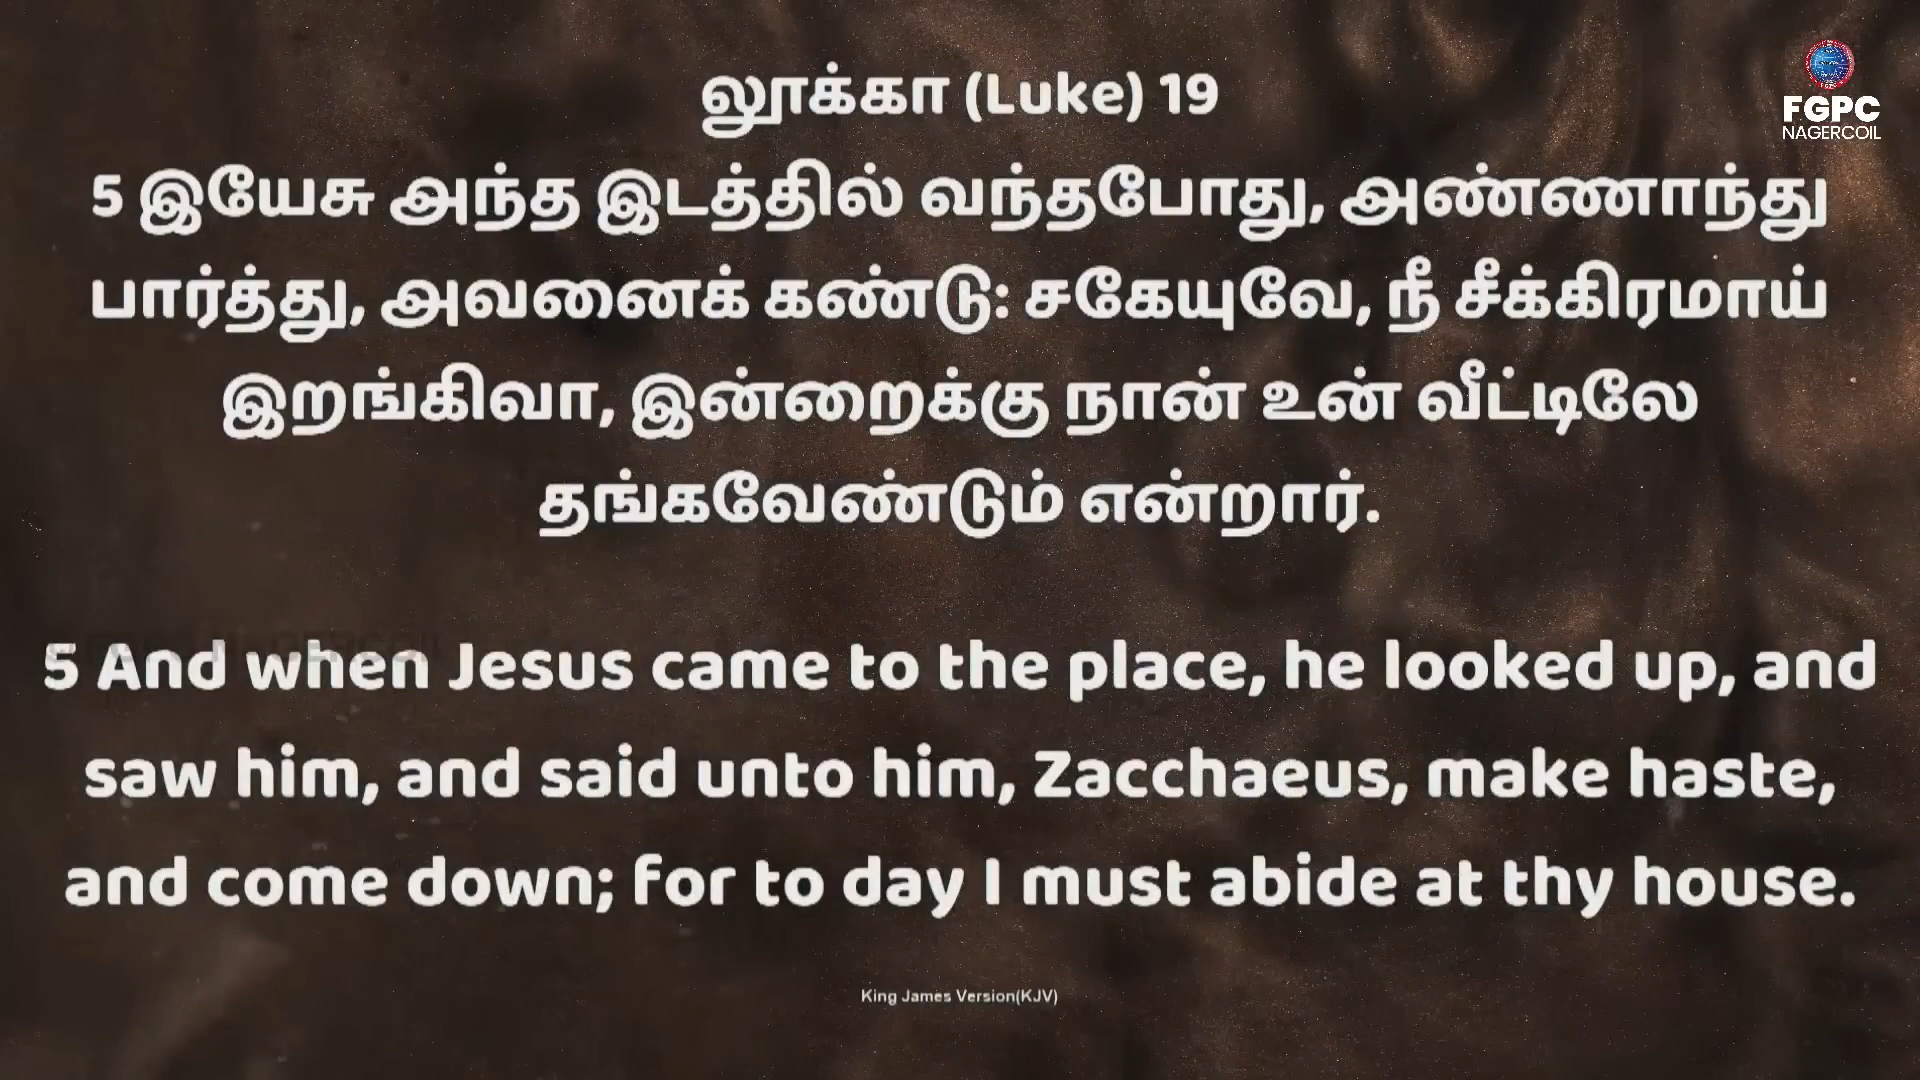 லூக்கா (Luke) 19
FGPC
NAGERCOIL
5 இயேசு அந்த இடத்தில் வந்தபோது, அண்ணாந்து
பார்த்து, அவனைக் கண்டு: சகேயுவே, நீ சீக்கிரமாய்
இறங்கிவா, இன்றைக்கு நான் உன் வீட்டிலே
தங்கவேண்டும் என்றார்.
5 And when Jesus came to the place, he looked up, and
saw him, and said unto him, Zacchaeus, make haste,
and come down; for to day I must abide at thy house.
King James Version(KJV)